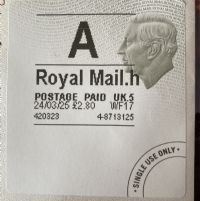 A
Royal Mail.h
POSTAGE PAID UK.5
24/03/25 £2.80 WF17
420323 4-8713125
• SINGLE USE ONLY •